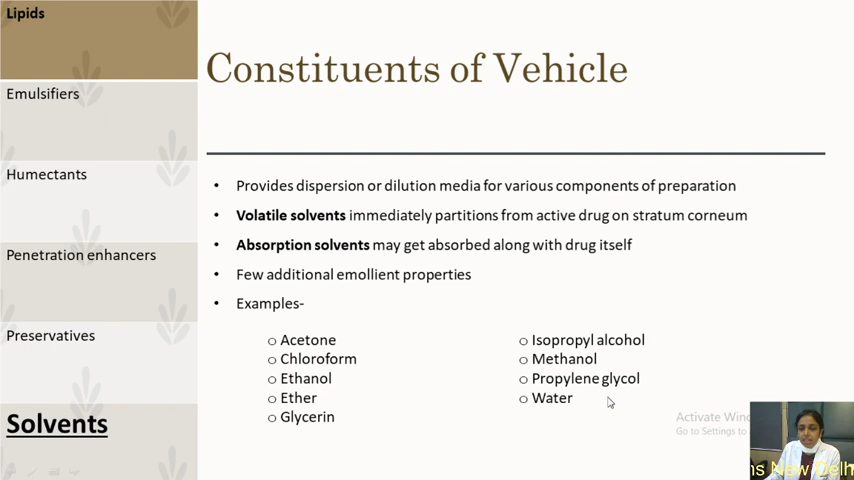 Lipids
Emulsifiers
Humectants
Penetration enhancers
Preservatives
Solvents
Constituents of Vehicle
• Provides dispersion or dilution media for various components of preparation
• Volatile solvents immediately partitions from active drug on stratum corneum
• Absorption solvents may get absorbed along with drug itself
• Few additional emollient properties
• Examples-
o Acetone
o Chloroform
o Ethanol
o Ether
o Glycerin
o Isopropyl alcohol
o Methanol
o Propylene glycol
o Water
Activate
Go to Settings to
New